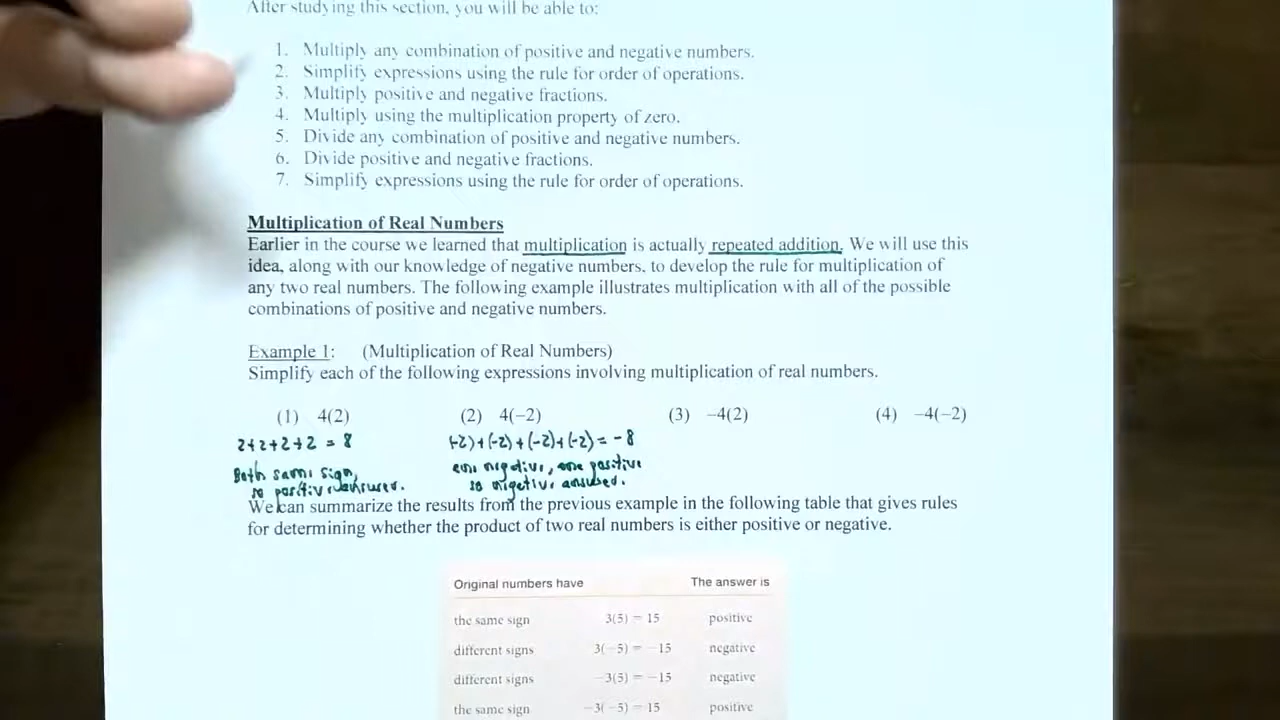 After studying this section, you will be able to:
1. Multiply any combination of positive and negative numbers.
2. Simplify expressions using the rule for order of operations.
3. Multiply positive and negative fractions.
4. Multiply using the multiplication property of zero.
5. Divide any combination of positive and negative numbers.
6. Divide positive and negative fractions.
7. Simplify expressions using the rule for order of operations.
Multiplication of Real Numbers
Earlier in the course we learned that multiplication is actually repeated addition. We will use this
idea, along with our knowledge of negative numbers, to develop the rule for multiplication of
any two real numbers. The following example illustrates multiplication with all of the possible
combinations of positive and negative numbers.
Example 1: (Multiplication of Real Numbers)
Simplify each of the following expressions involving multiplication of real numbers.
(1) 4(2) (2) 4(−2) (3) −4(2) (4) −4(−2)
2+2+2+2 = 8 (-2)+(-2)+(-2)+(-2) = -8
Both same sign, one negative, one positive
so positive answer. so negative answer.
We can summarize the results from the previous example in the following table that gives rules
for determining whether the product of two real numbers is either positive or negative.
Original numbers have The answer is
the same sign 3(5) = 15 positive
different signs 3(−5) = −15 negative
different signs −3(5) = −15 negative
the same sign −3(−5) = 15 positive